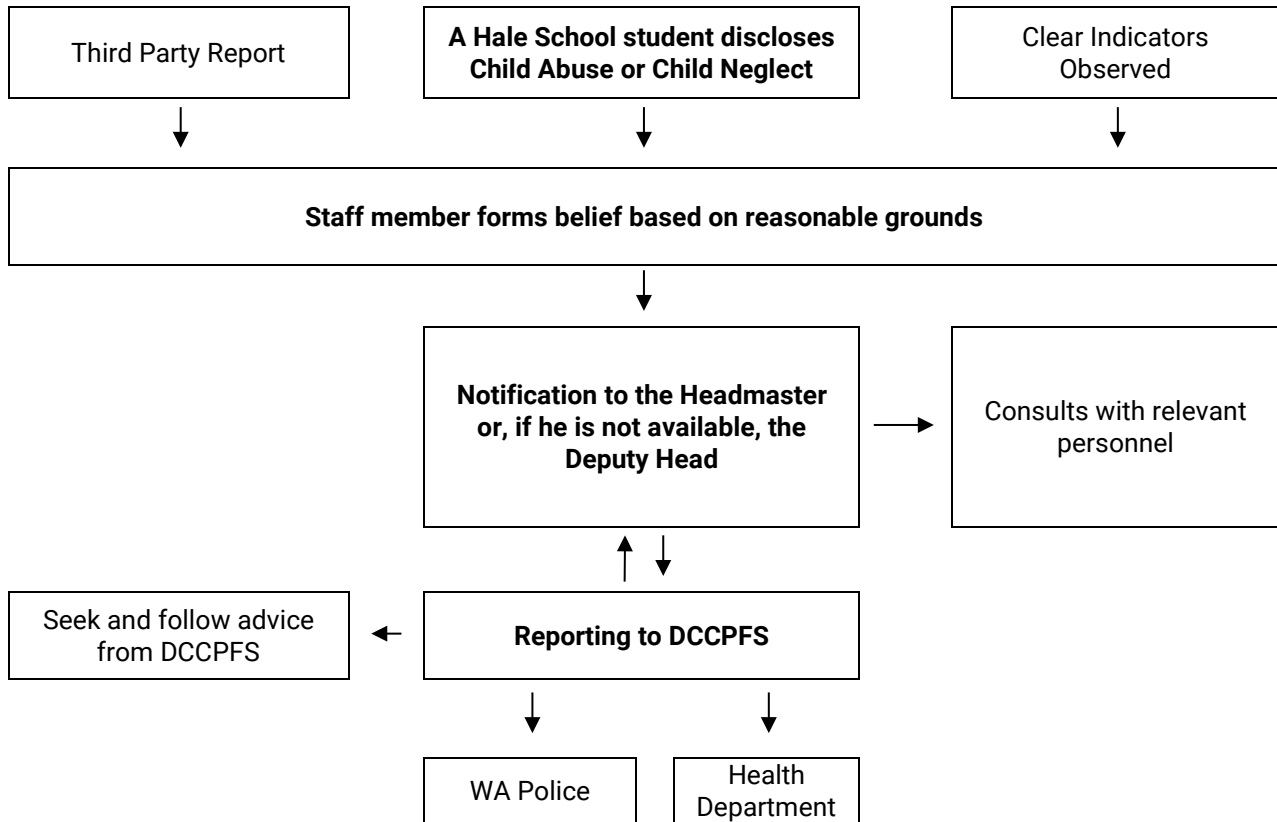 Third Party Report
A Hale School student discloses
Child Abuse or Child Neglect
Clear Indicators
Observed
Staff member forms belief based on reasonable grounds
Notification to the Headmaster
or, if he is not available, the
Deputy Head
Consults with relevant
personnel
Seek and follow advice
from DCCPFS
Reporting to DCCPFS
WA Police
Health
Department